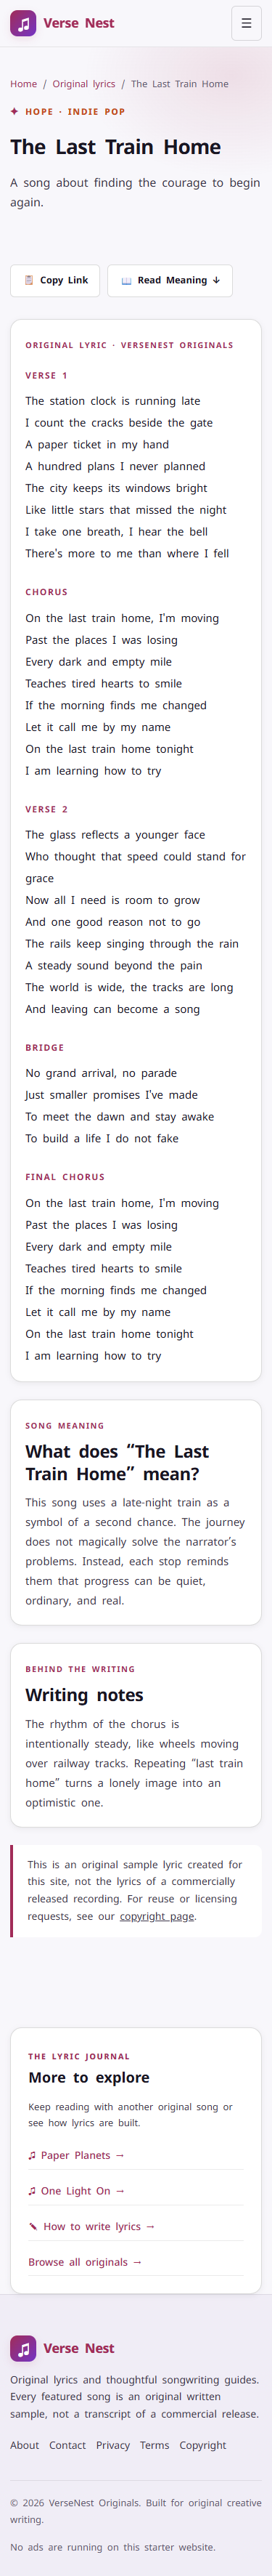 Verse Nest
Home / Original lyrics / The Last Train Home
✦ HOPE · INDIE POP
The Last Train Home
A song about finding the courage to begin
again.
Copy Link
Read Meaning ↓
ORIGINAL LYRIC · VERSENEST ORIGINALS
VERSE 1
The station clock is running late
I count the cracks beside the gate
A paper ticket in my hand
A hundred plans I never planned
The city keeps its windows bright
Like little stars that missed the night
I take one breath, I hear the bell
There's more to me than where I fell
CHORUS
On the last train home, I'm moving
Past the places I was losing
Every dark and empty mile
Teaches tired hearts to smile
If the morning finds me changed
Let it call me by my name
On the last train home tonight
I am learning how to try
VERSE 2
The glass reflects a younger face
Who thought that speed could stand for
grace
Now all I need is room to grow
And one good reason not to go
The rails keep singing through the rain
A steady sound beyond the pain
The world is wide, the tracks are long
And leaving can become a song
BRIDGE
No grand arrival, no parade
Just smaller promises I've made
To meet the dawn and stay awake
To build a life I do not fake
FINAL CHORUS
On the last train home, I'm moving
Past the places I was losing
Every dark and empty mile
Teaches tired hearts to smile
If the morning finds me changed
Let it call me by my name
On the last train home tonight
I am learning how to try
SONG MEANING
What does “The Last
Train Home” mean?
This song uses a late-night train as a
symbol of a second chance. The journey
does not magically solve the narrator's
problems. Instead, each stop reminds
them that progress can be quiet,
ordinary, and real.
BEHIND THE WRITING
Writing notes
The rhythm of the chorus is
intentionally steady, like wheels moving
over railway tracks. Repeating “last train
home” turns a lonely image into an
optimistic one.
This is an original sample lyric created for
this site, not the lyrics of a commercially
released recording. For reuse or licensing
requests, see our copyright page.
THE LYRIC JOURNAL
More to explore
Keep reading with another original song or
see how lyrics are built.
♫ Paper Planets →
♫ One Light On →
✎ How to write lyrics →
Browse all originals →
Verse Nest
Original lyrics and thoughtful songwriting guides.
Every featured song is an original written
sample, not a transcript of a commercial release.
About Contact Privacy Terms Copyright
© 2026 VerseNest Originals. Built for original creative
writing.
No ads are running on this starter website.